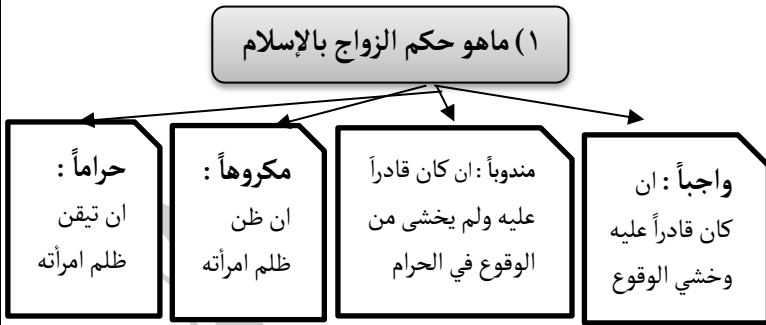 ١) ماهو حكم الزواج بالإسلام
واجباً : ان
كان قادراً عليه
وخشي الوقوع
مندوباً : ان كان قادراً
عليه ولم يخشى من
الوقوع في الحرام
مكروهاً :
ان ظن
ظلم امرأته
حراماً :
ان تيقن
ظلم امرأته